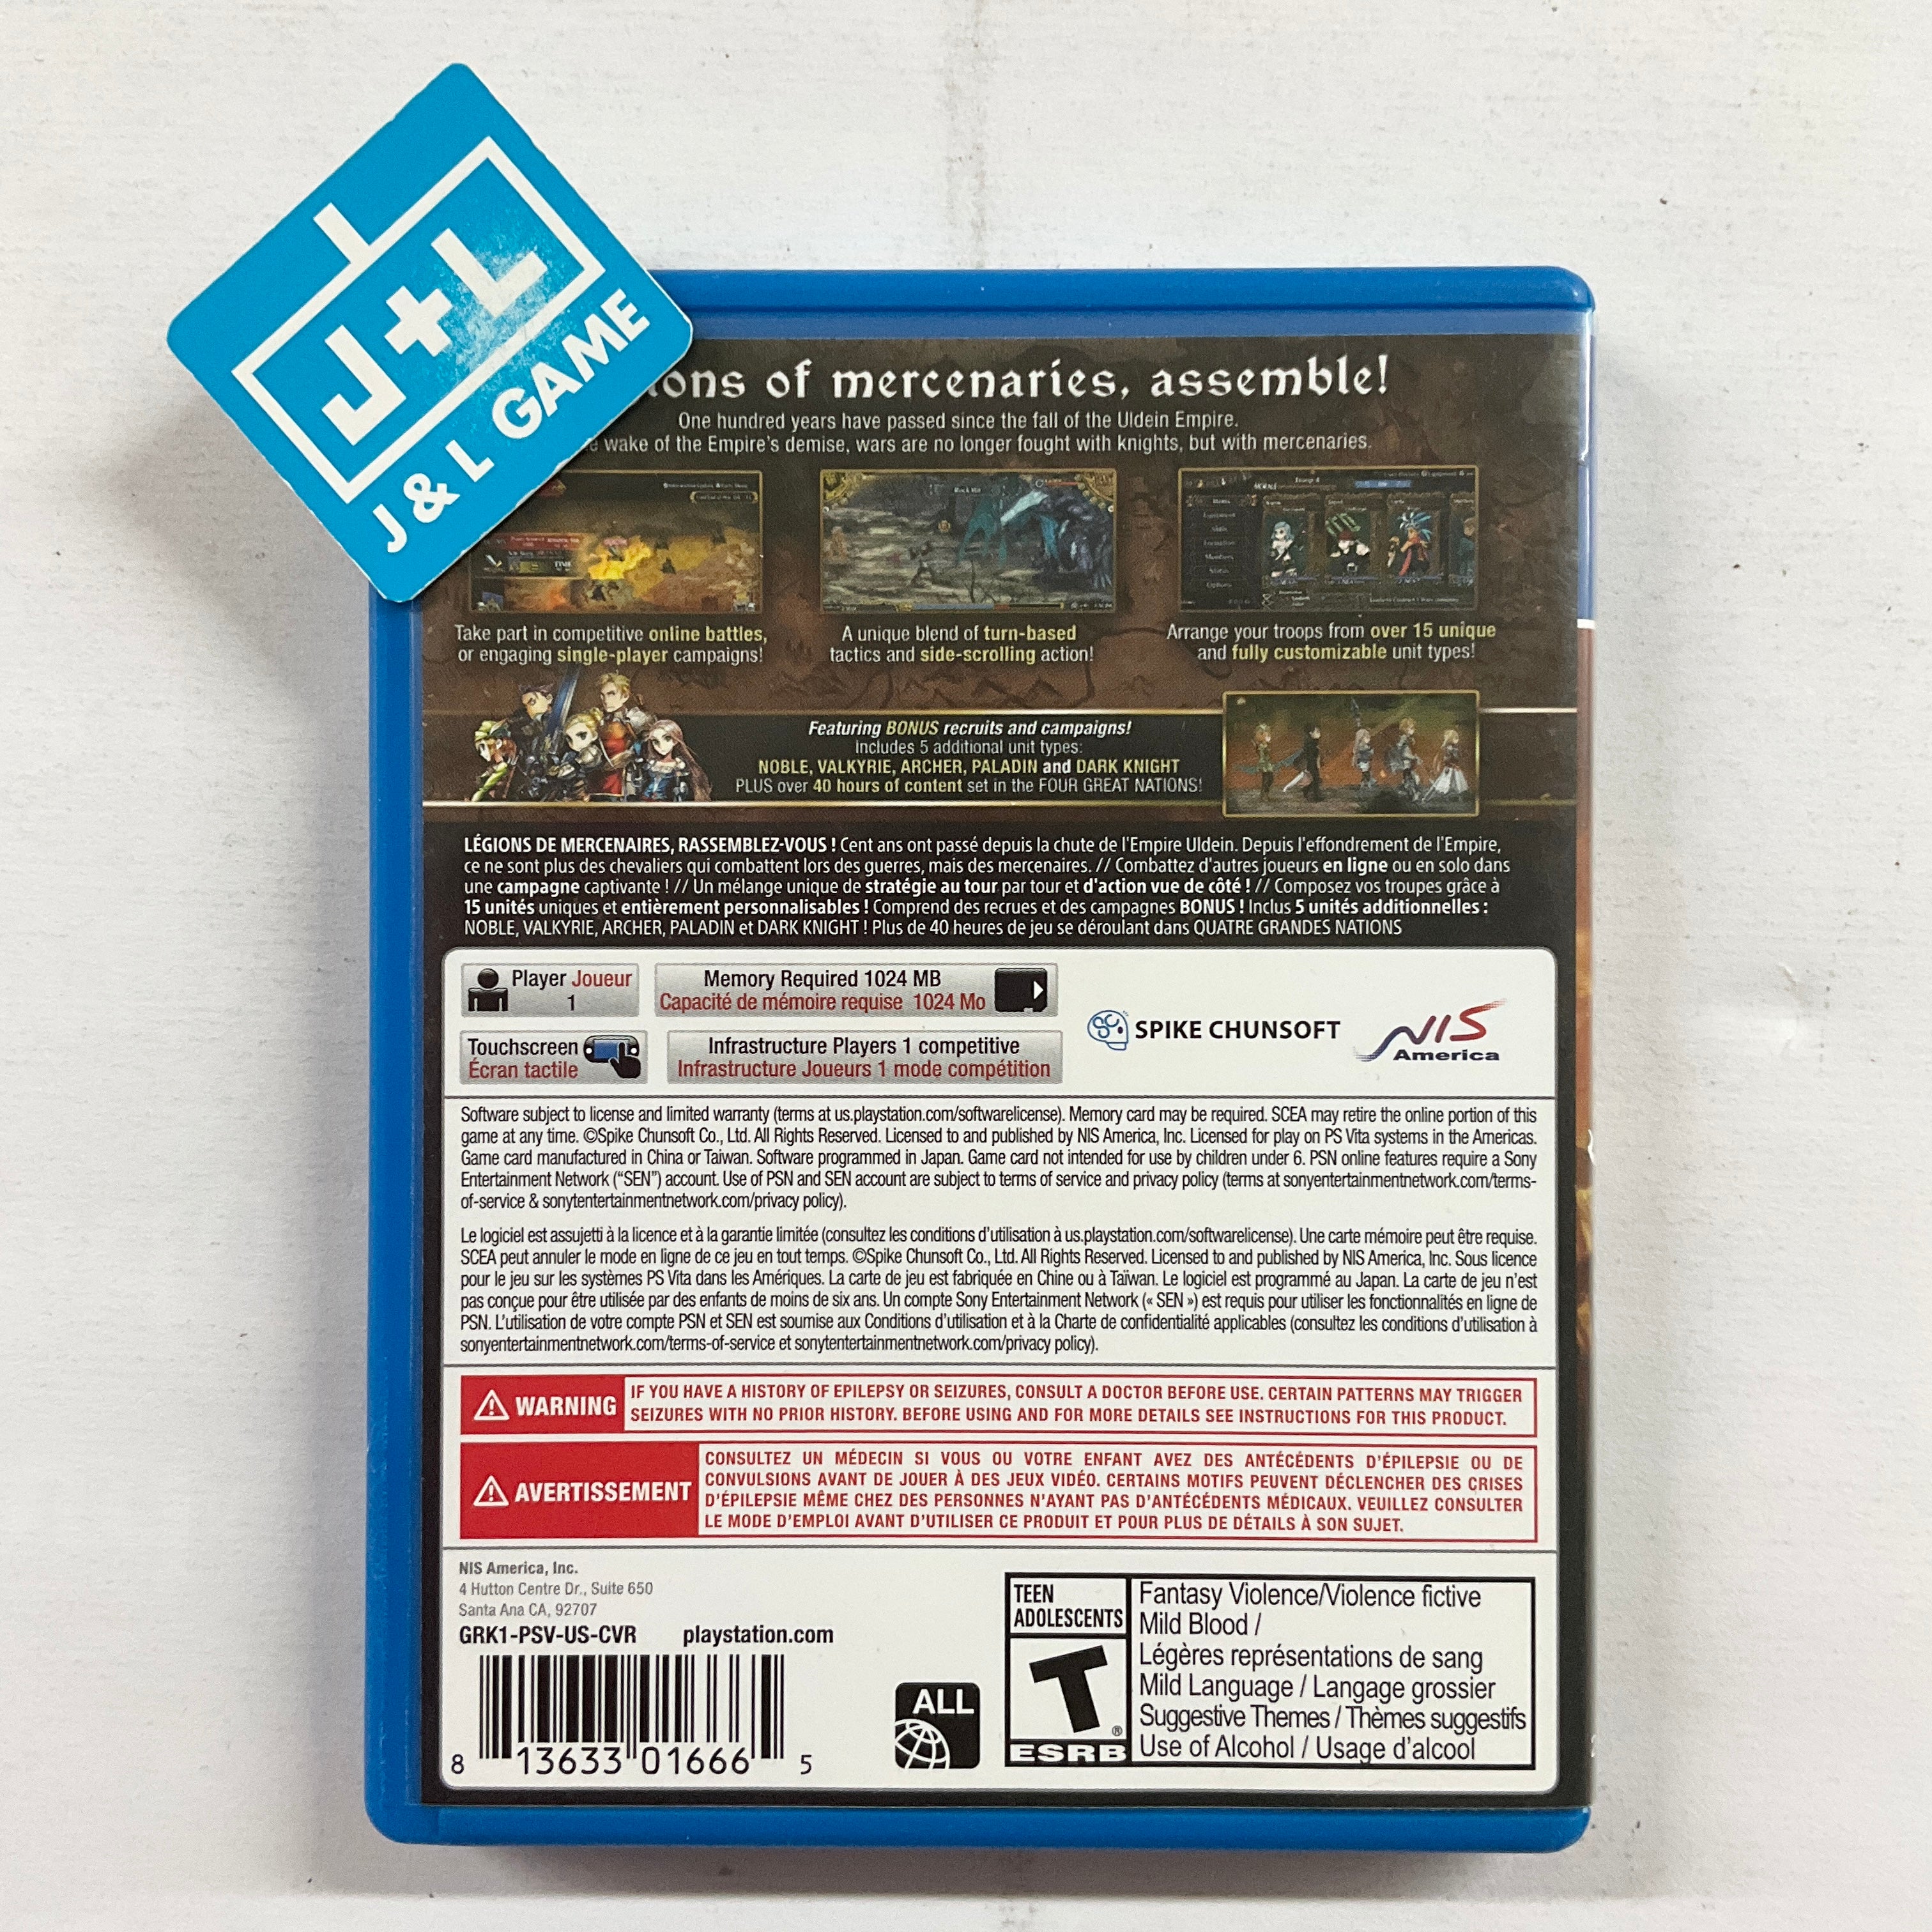 J+L
J & L GAME
ons of mercenaries, assemble!
One hundred years have passed since the fall of the Uldein Empire.
wake of the Empire's demise, wars are no longer fought with knights, but with mercenaries.
Take part in competitive online battles,
or engaging single-player campaigns!
A unique blend of turn-based
tactics and side-scrolling action!
Arrange your troops from over 15 unique
and fully customizable unit types!
Featuring BONUS recruits and campaigns!
Includes 5 additional unit types:
NOBLE, VALKYRIE, ARCHER, PALADIN and DARK KNIGHT
PLUS over 40 hours of content set in the FOUR GREAT NATIONS!
LÉGIONS DE MERCENAIRES, RASSEMBLEZ-VOUS ! Cent ans ont passé depuis la chute de l'Empire Uldein. Depuis l'effondrement de l'Empire,
ce ne sont plus des chevaliers qui combattent lors des guerres, mais des mercenaires. // Combattez d'autres joueurs en ligne ou en solo dans
une campagne captivante ! // Un mélange unique de stratégie au tour par tour et d'action vue de côté ! // Composez vos troupes grâce à
15 unités uniques et entièrement personnalisables ! Comprend des recrues et des campagnes BONUS ! Inclus 5 unités additionnelles :
NOBLE, VALKYRIE, ARCHER, PALADIN et DARK KNIGHT ! Plus de 40 heures de jeu se déroulant dans QUATRE GRANDES NATIONS
Player Joueur
1
Memory Required 1024 MB
Capacité de mémoire requise 1024 Mo
Touchscreen
Écran tactile
Infrastructure Players 1 competitive
Infrastructure Joueurs 1 mode compétition
SPIKE CHUNSOFT
NIS
America
Software subject to license and limited warranty (terms at us.playstation.com/softwarelicense). Memory card may be required. SCEA may retire the online portion of this
game at any time. ©Spike Chunsoft Co., Ltd. All Rights Reserved. Licensed to and published by NIS America, Inc. Licensed for play on PS Vita systems in the Americas.
Game card manufactured in China or Taiwan. Software programmed in Japan. Game card not intended for use by children under 6. PSN online features require a Sony
Entertainment Network ("SEN") account. Use of PSN and SEN account are subject to terms of service and privacy policy (terms at sonyentertainmentnetwork.com/terms-
of-service & sonytentertainmentnetwork.com/privacy policy).
Le logiciel est assujetti à la licence et à la garantie limitée (consultez les conditions d'utilisation à us.playstation.com/softwarelicense). Une carte mémoire peut être requise.
SCEA peut annuler le mode en ligne de ce jeu en tout temps. ©Spike Chunsoft Co., Ltd. All Rights Reserved. Licensed to and published by NIS America, Inc. Sous licence
pour le jeu sur les systèmes PS Vita dans les Amériques. La carte de jeu est fabriquée en Chine ou à Taïwan. Le logiciel est programmé au Japan. La carte de jeu n'est
pas conçue pour être utilisée par des enfants de moins de six ans. Un compte Sony Entertainment Network (« SEN ») est requis pour utiliser les fonctionnalités en ligne de
PSN. L'utilisation de votre compte PSN et SEN est soumise aux Conditions d'utilisation et à la Charte de confidentialité applicables (consultez les conditions d'utilisation à
sonyentertainmentnetwork.com/terms-of-service et sonytentertainmentnetwork.com/privacy policy).
WARNING
IF YOU HAVE A HISTORY OF EPILEPSY OR SEIZURES, CONSULT A DOCTOR BEFORE USE. CERTAIN PATTERNS MAY TRIGGER
SEIZURES WITH NO PRIOR HISTORY. BEFORE USING AND FOR MORE DETAILS SEE INSTRUCTIONS FOR THIS PRODUCT.
AVERTISSEMENT
CONSULTEZ UN MÉDECIN SI VOUS OU VOTRE ENFANT AVEZ DES ANTÉCÉDENTS D'ÉPILEPSIE OU DE
CONVULSIONS AVANT DE JOUER À DES JEUX VIDÉO. CERTAINS MOTIFS PEUVENT DÉCLENCHER DES CRISES
D'ÉPILEPSIE MÊME CHEZ DES PERSONNES N'AYANT PAS D'ANTÉCÉDENTS MÉDICAUX. VEUILLEZ CONSULTER
LE MODE D'EMPLOI AVANT D'UTILISER CE PRODUIT ET POUR PLUS DE DÉTAILS À SON SUJET.
NIS America, Inc.
4 Hutton Centre Dr., Suite 650
Santa Ana CA, 92707
GRK1-PSV-US-CVR playstation.com
8 13633 01666 5
ALL
TEEN
ADOLESCENTS
T
®
ESRB
Fantasy Violence/Violence fictive
Mild Blood /
Légères représentations de sang
Mild Language / Langage grossier
Suggestive Themes / Thèmes suggestifs
Use of Alcohol / Usage d'alcool